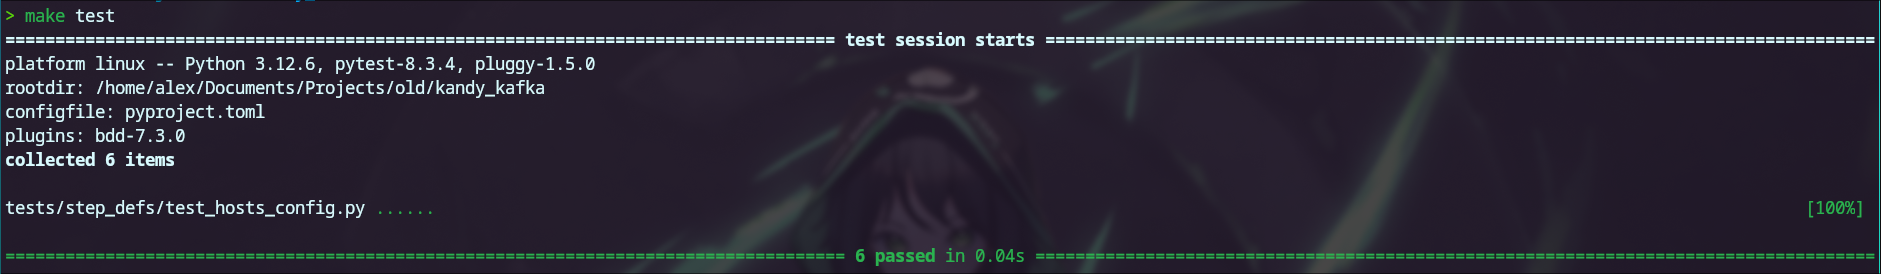 > make test
=================================================================================== test session starts ===================================================================================
platform linux -- Python 3.12.6, pytest-8.3.4, pluggy-1.5.0
rootdir: /home/alex/Documents/Projects/old/kandy_kafka
configfile: pyproject.toml
plugins: bdd-7.3.0
collected 6 items
tests/step_defs/test_hosts_config.py ...... [100%]
==================================================================================== 6 passed in 0.04s ====================================================================================